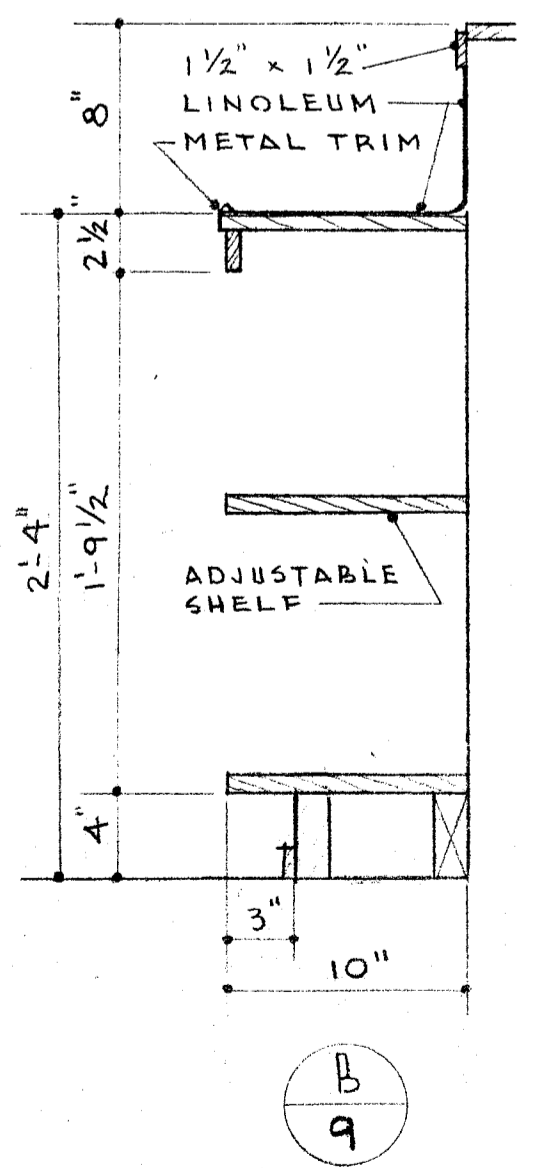 1 1/2" x 1 1/2"
LINOLEUM
METAL TRIM
8"
2 1/2"
2'-4"
1'-9 1/2"
ADJUSTABLE
SHELF
4"
3"
10"
B
9